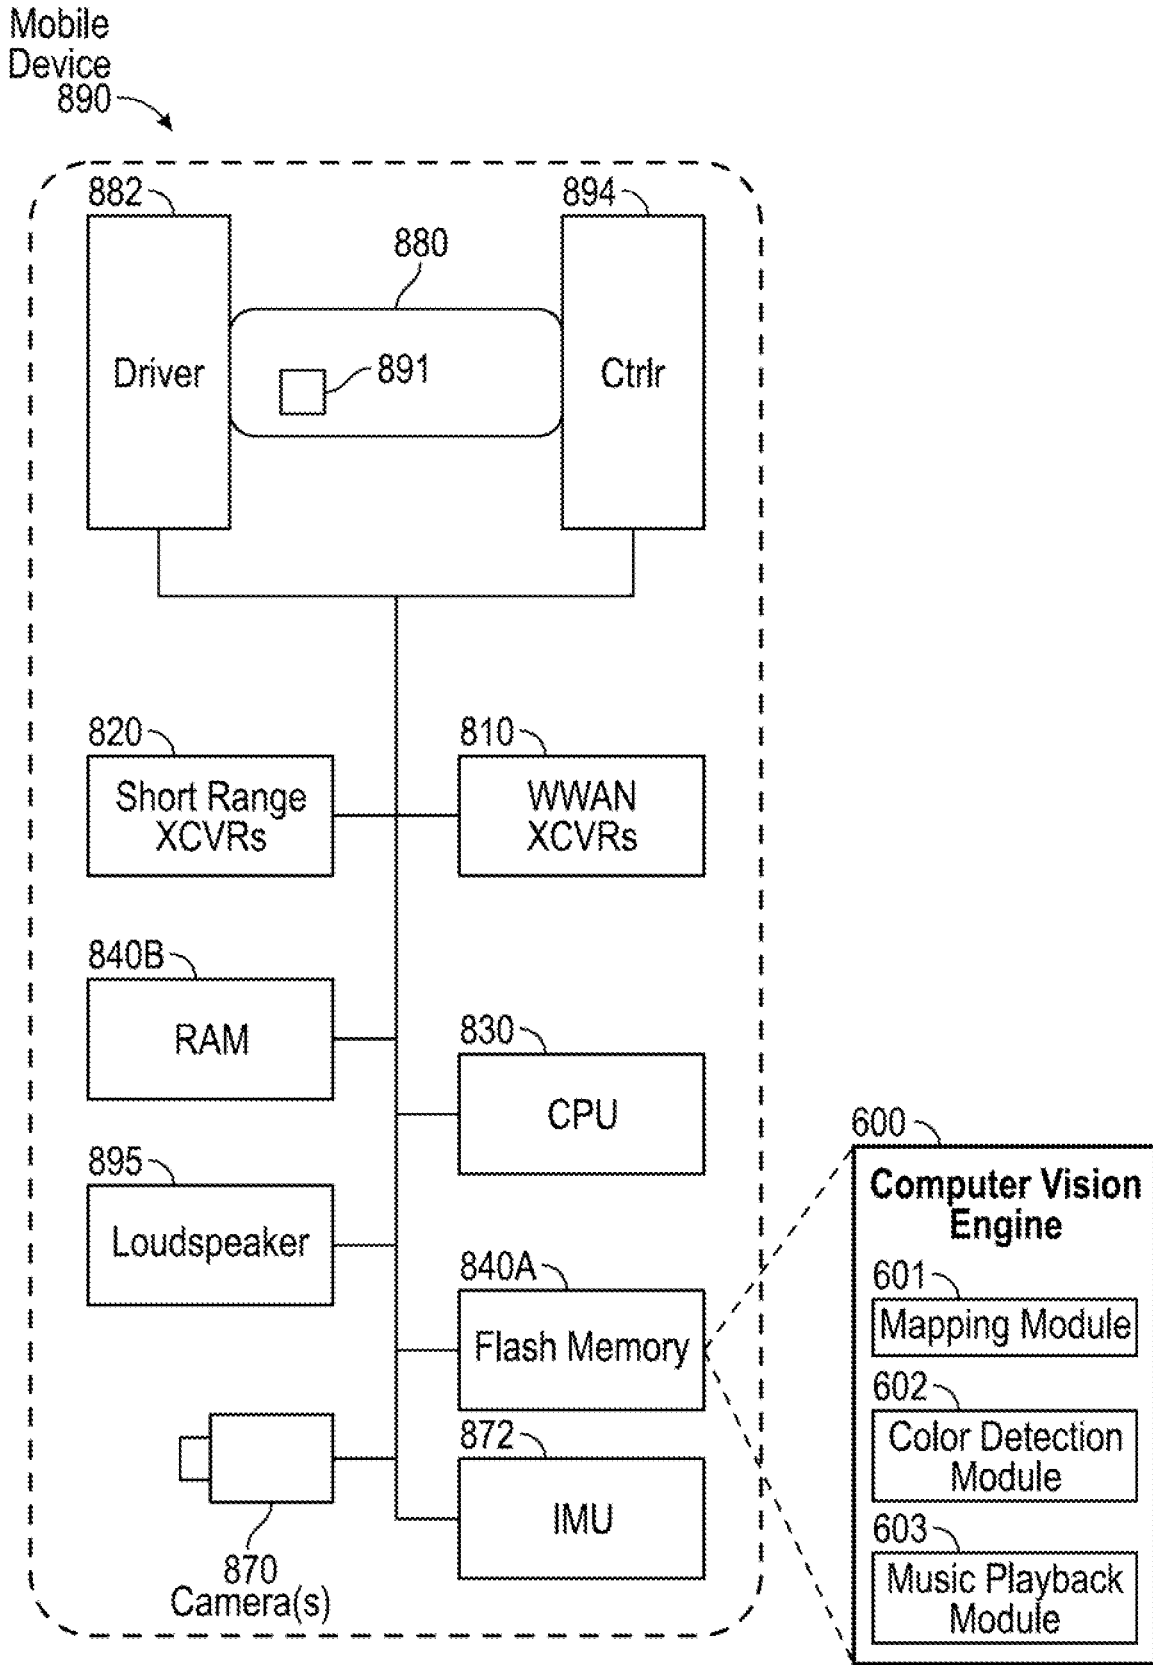 Mobile
Device
890
882
894
880
891
Driver
Ctrlr
820
810
Short Range
XCVRs
WWAN
XCVRs
840B
RAM
830
CPU
895
Loudspeaker
840A
Flash Memory
872
IMU
870
Camera(s)
600
Computer Vision
Engine
601
Mapping Module
602
Color Detection
Module
603
Music Playback
Module